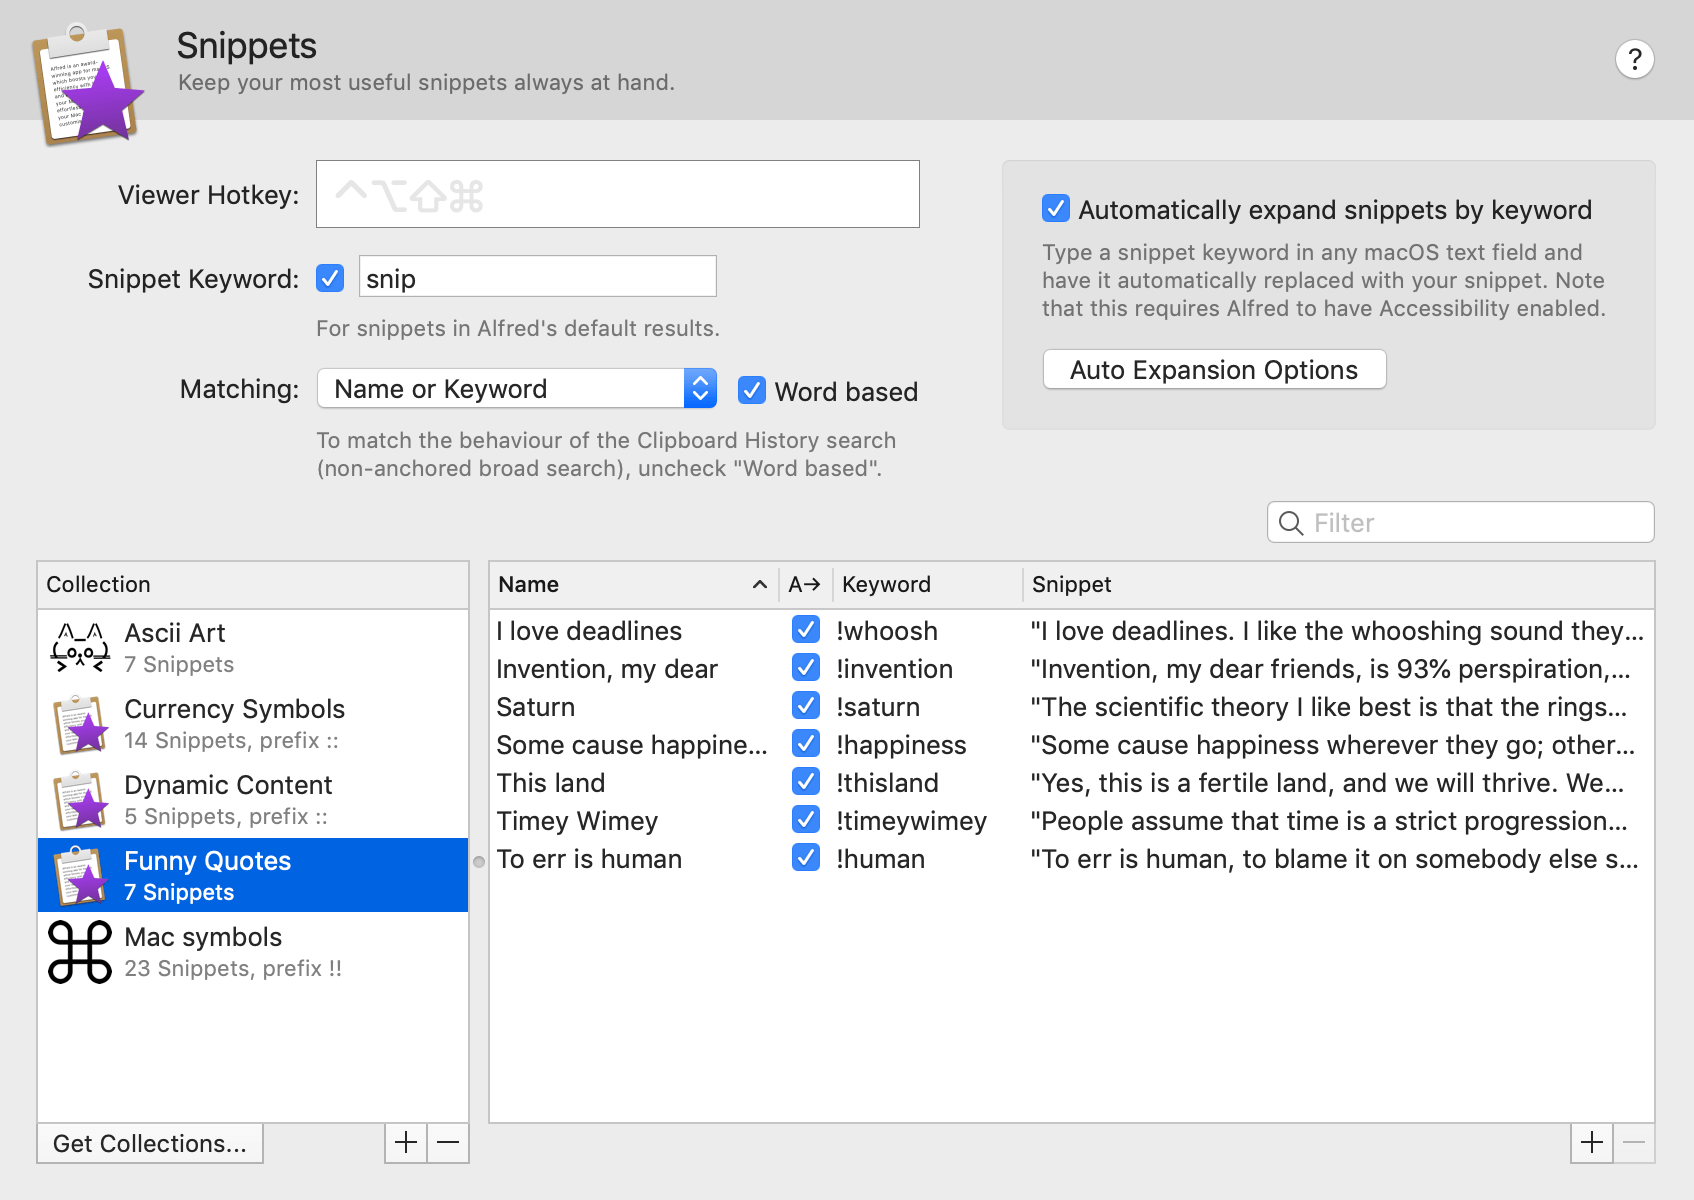 Snippets
Keep your most useful snippets always at hand.
?
Viewer Hotkey: ^⌥⇧⌘
Snippet Keyword: snip
For snippets in Alfred's default results.
Matching: Name or Keyword Word based
To match the behaviour of the Clipboard History search
(non-anchored broad search), uncheck "Word based".
Automatically expand snippets by keyword
Type a snippet keyword in any macOS text field and
have it automatically replaced with your snippet. Note
that this requires Alfred to have Accessibility enabled.
Auto Expansion Options
Filter
Collection
Ascii Art
7 Snippets
Currency Symbols
14 Snippets, prefix ::
Dynamic Content
5 Snippets, prefix ::
Funny Quotes
7 Snippets
Mac symbols
23 Snippets, prefix !!
Get Collections...
Name A→ Keyword Snippet
I love deadlines !whoosh "I love deadlines. I like the whooshing sound they...
Invention, my dear !invention "Invention, my dear friends, is 93% perspiration,...
Saturn !saturn "The scientific theory I like best is that the rings...
Some cause happine... !happiness "Some cause happiness wherever they go; other...
This land !thisland "Yes, this is a fertile land, and we will thrive. We...
Timey Wimey !timeywimey "People assume that time is a strict progression...
To err is human !human "To err is human, to blame it on somebody else s...